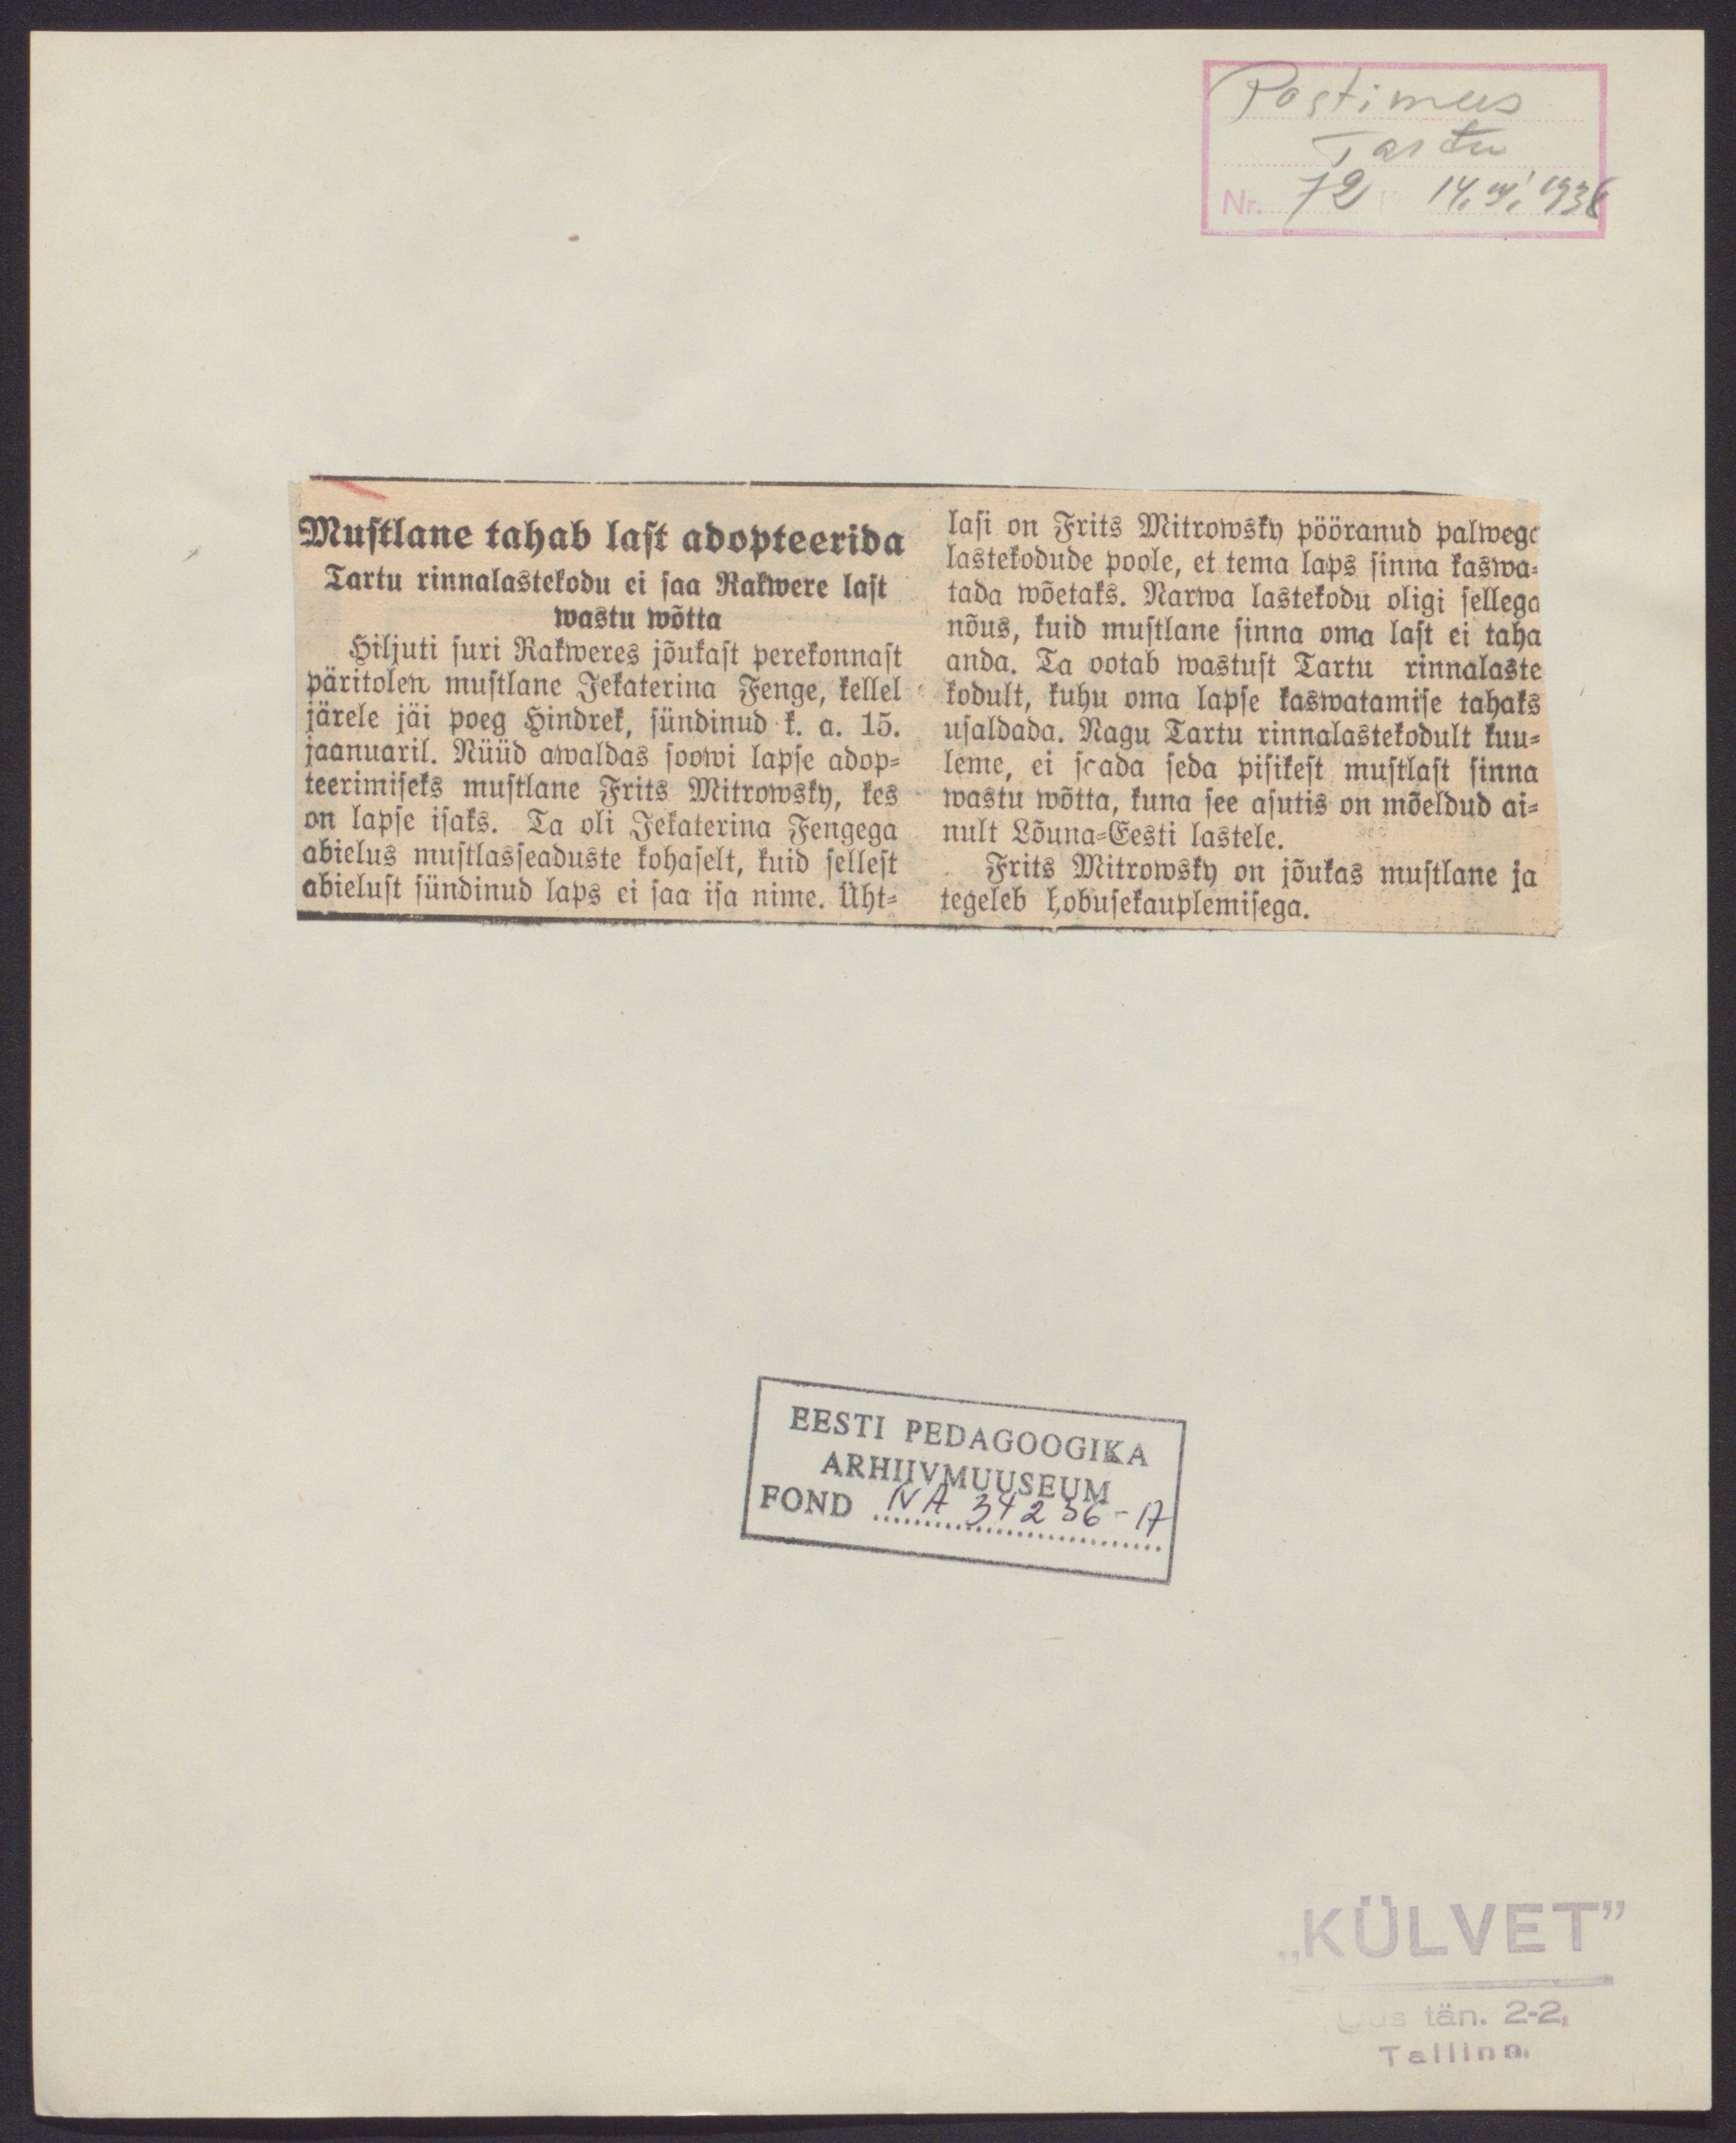 Postimees
Tartu
Nr. 72 14. III. 1936
Mustlane tahab last adopteerida
Tartu rinnalastekodu ei saa Rakwere last
wastu wõtta
Hiljuti suri Rakweres jõukast perekonnast
päritolen mustlane Jekaterina Fenge, kellel
järele jäi poeg Hindrek, sündinud k. a. 15.
jaanuaril. Nüüd awaldas soowi lapse adop-
teerimiseks mustlane Frits Mitrowsky, kes
on lapse isaks. Ta oli Jekaterina Fengega
abielus mustlasseaduste kohaselt, kuid sellest
abielust sündinud laps ei saa isa nime. Üht-
lasi on Frits Mitrowsky pööranud palwega
lastekodude poole, et tema laps sinna kaswa-
tada wõetaks. Narwa lastekodu oligi sellega
nõus, kuid mustlane sinna oma last ei taha
anda. Ta ootab wastust Tartu rinnalaste
kodult, kuhu oma lapse kaswatamise tahaks
usaldada. Nagu Tartu rinnalastekodult kuu-
leme, ei saada seda pisikest mustlast sinna
wastu wõtta, kuna see asutis on mõeldud ai-
nult Lõuna-Eesti lastele.
Frits Mitrowsky on jõukas mustlane ja
tegeleb hobusekauplemisega.
EESTI PEDAGOOGIKA
ARHIIVMUUSEUM
FOND NA 34236-17
„KÜLVET”
Uus tän. 2-2,
Tallinn.